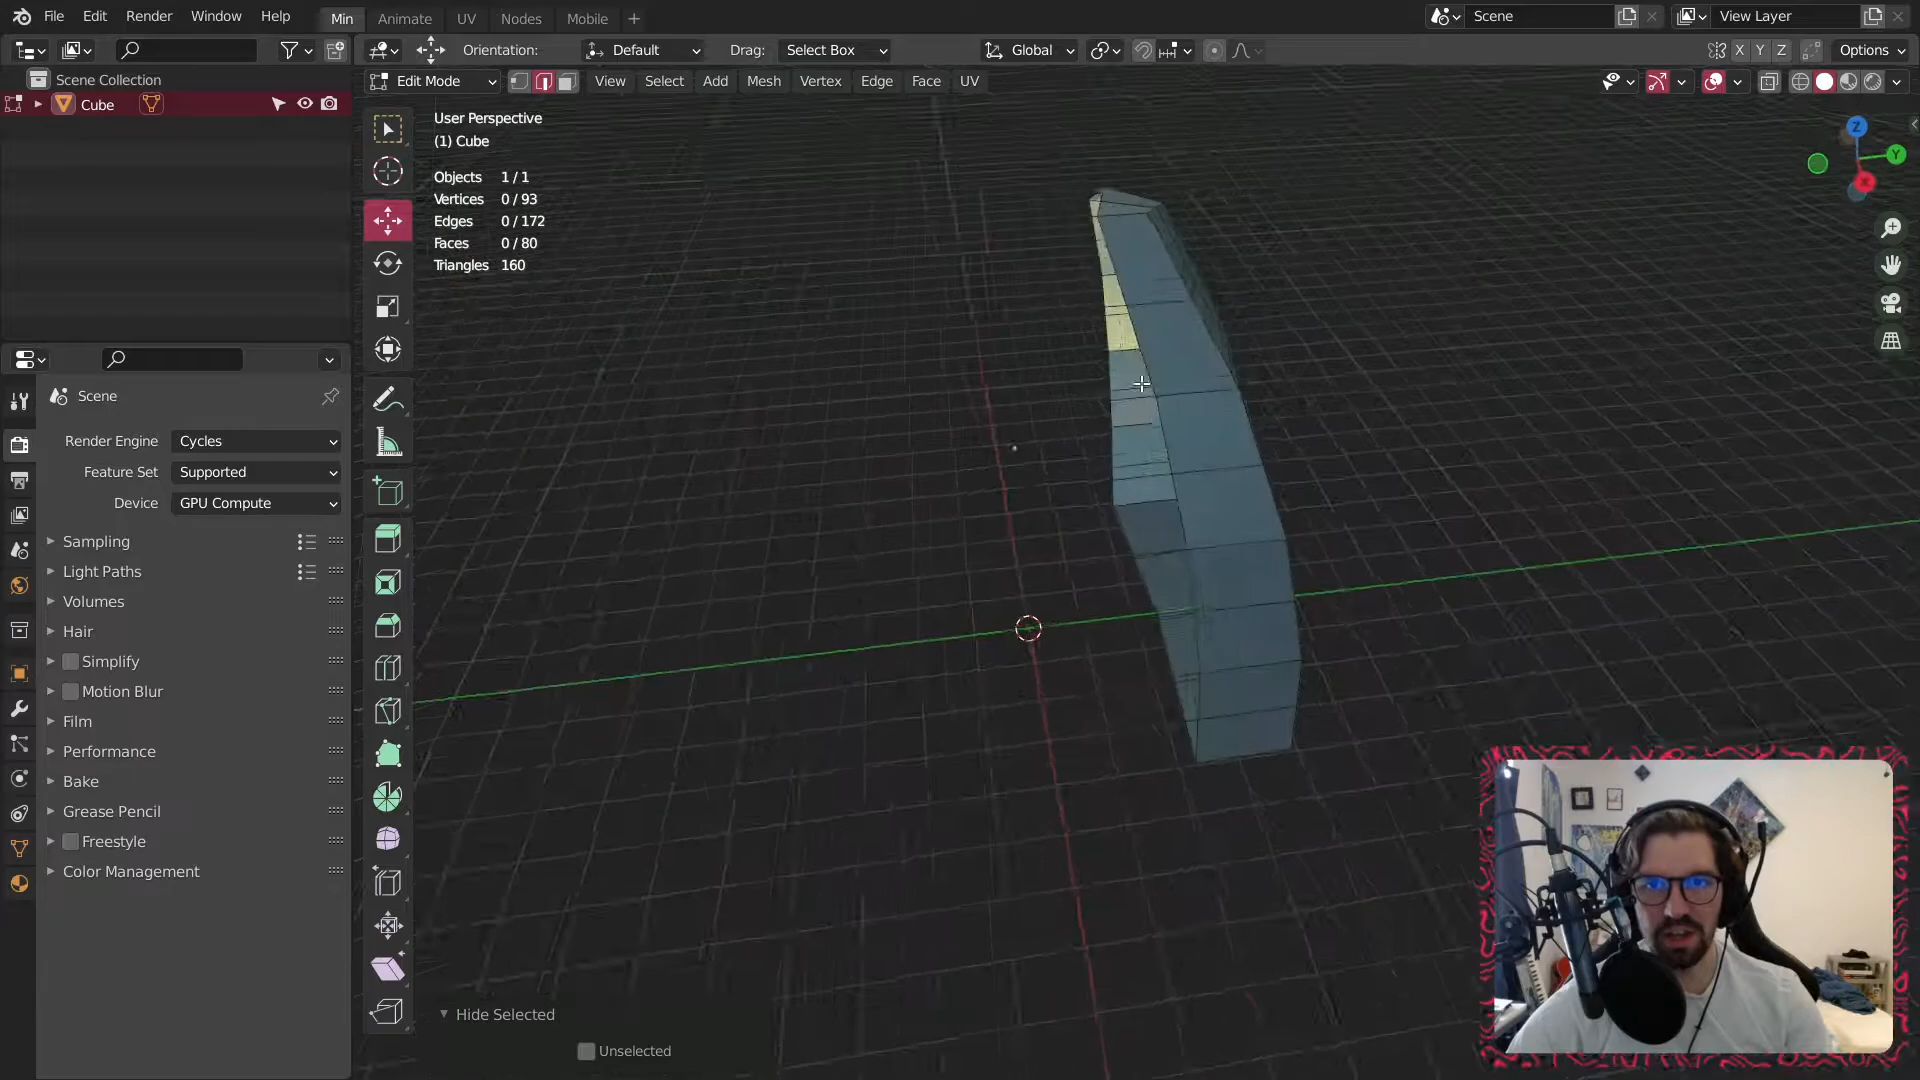 File Edit Render Window Help Min Animate UV Nodes Mobile Scene View Layer
Orientation: Default Drag: Select Box Global X Y Z Options
Scene Collection Edit Mode View Select Add Mesh Vertex Edge Face UV
Cube
User Perspective
(1) Cube
Objects 1 / 1
Vertices 0 / 93
Edges 0 / 172
Faces 0 / 80
Triangles 160
Z
Y
X
Scene
Render Engine Cycles
Feature Set Supported
Device GPU Compute
Sampling
Light Paths
Volumes
Hair
Simplify
Motion Blur
Film
Performance
Bake
Grease Pencil
Freestyle
Color Management
Hide Selected
Unselected